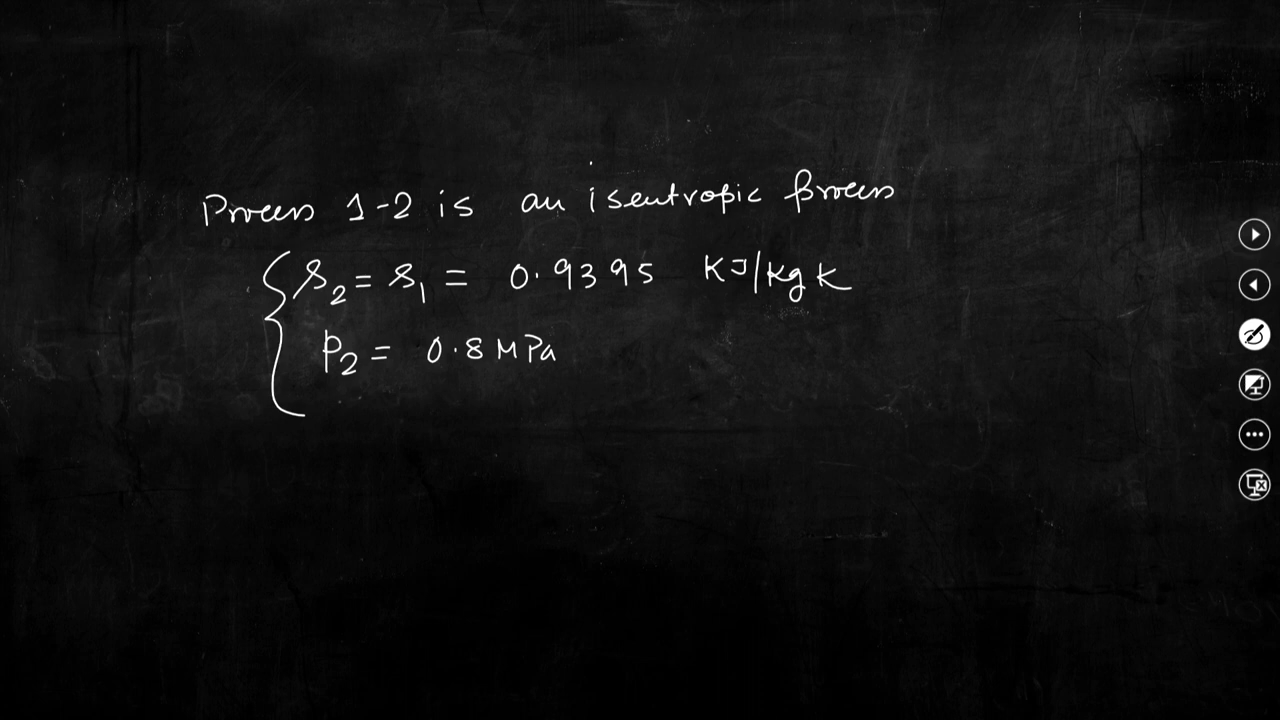 Process 1-2 is an isentropic process
s₂ = s₁ = 0.9395 KJ/kg K
P₂ = 0.8 MPa